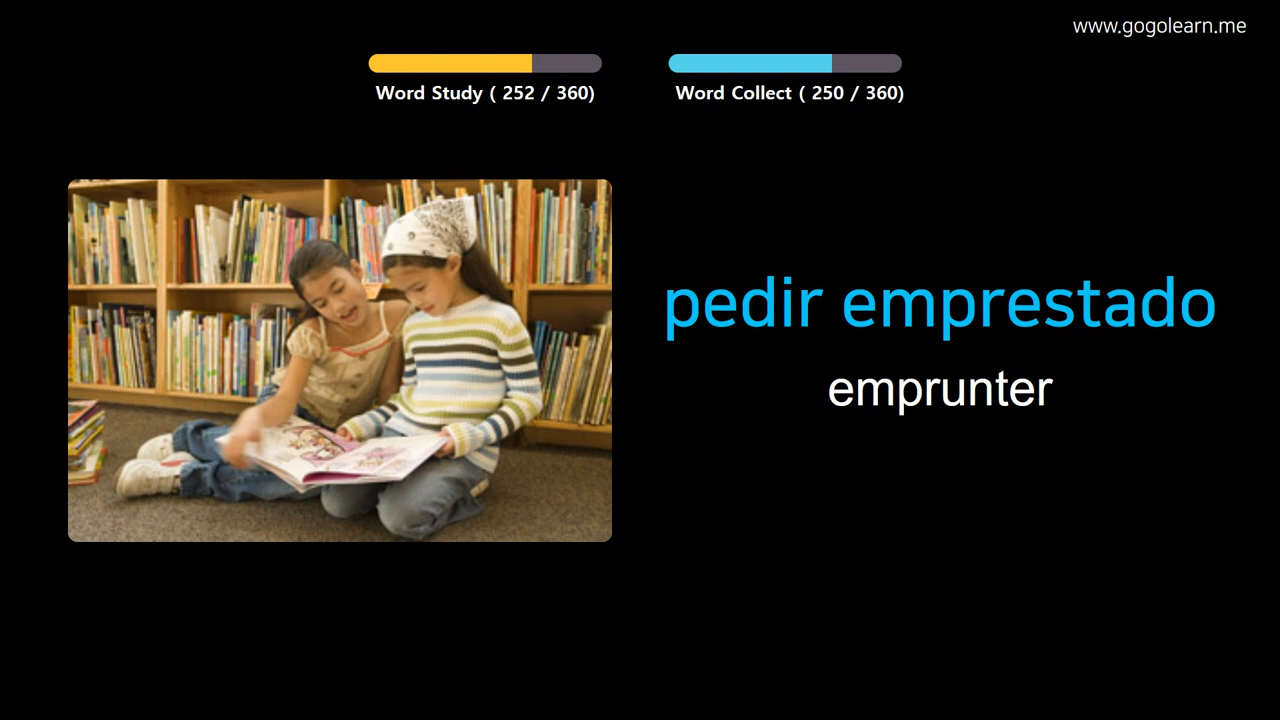 www.gogolearn.me
Word Study ( 252 / 360)
Word Collect ( 250 / 360)
pedir emprestado
emprunter